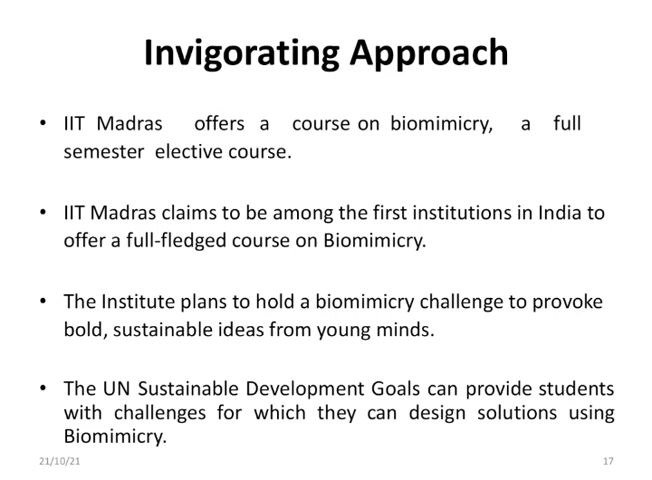 Invigorating Approach
• IIT Madras offers a course on biomimicry, a full
semester elective course.
• IIT Madras claims to be among the first institutions in India to
offer a full-fledged course on Biomimicry.
• The Institute plans to hold a biomimicry challenge to provoke
bold, sustainable ideas from young minds.
• The UN Sustainable Development Goals can provide students
with challenges for which they can design solutions using
Biomimicry.
21/10/21 17